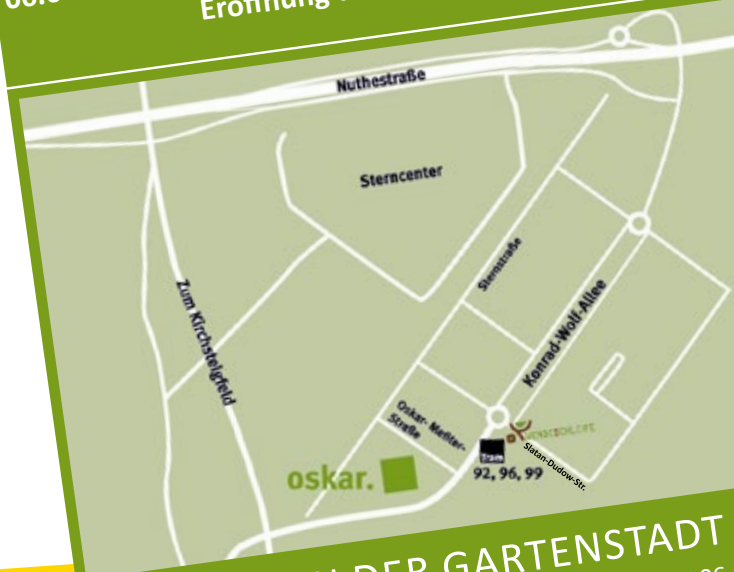 Eröffnung
Nuthestraße
Sterncenter
Sternstraße
Zum Kirchsteigfeld
Konrad-Wolf-Allee
Oskar-Meßter-
Straße
Tram
92, 96, 99
Slatan-Dudow-Str.
oskar.
DER GARTENSTADT